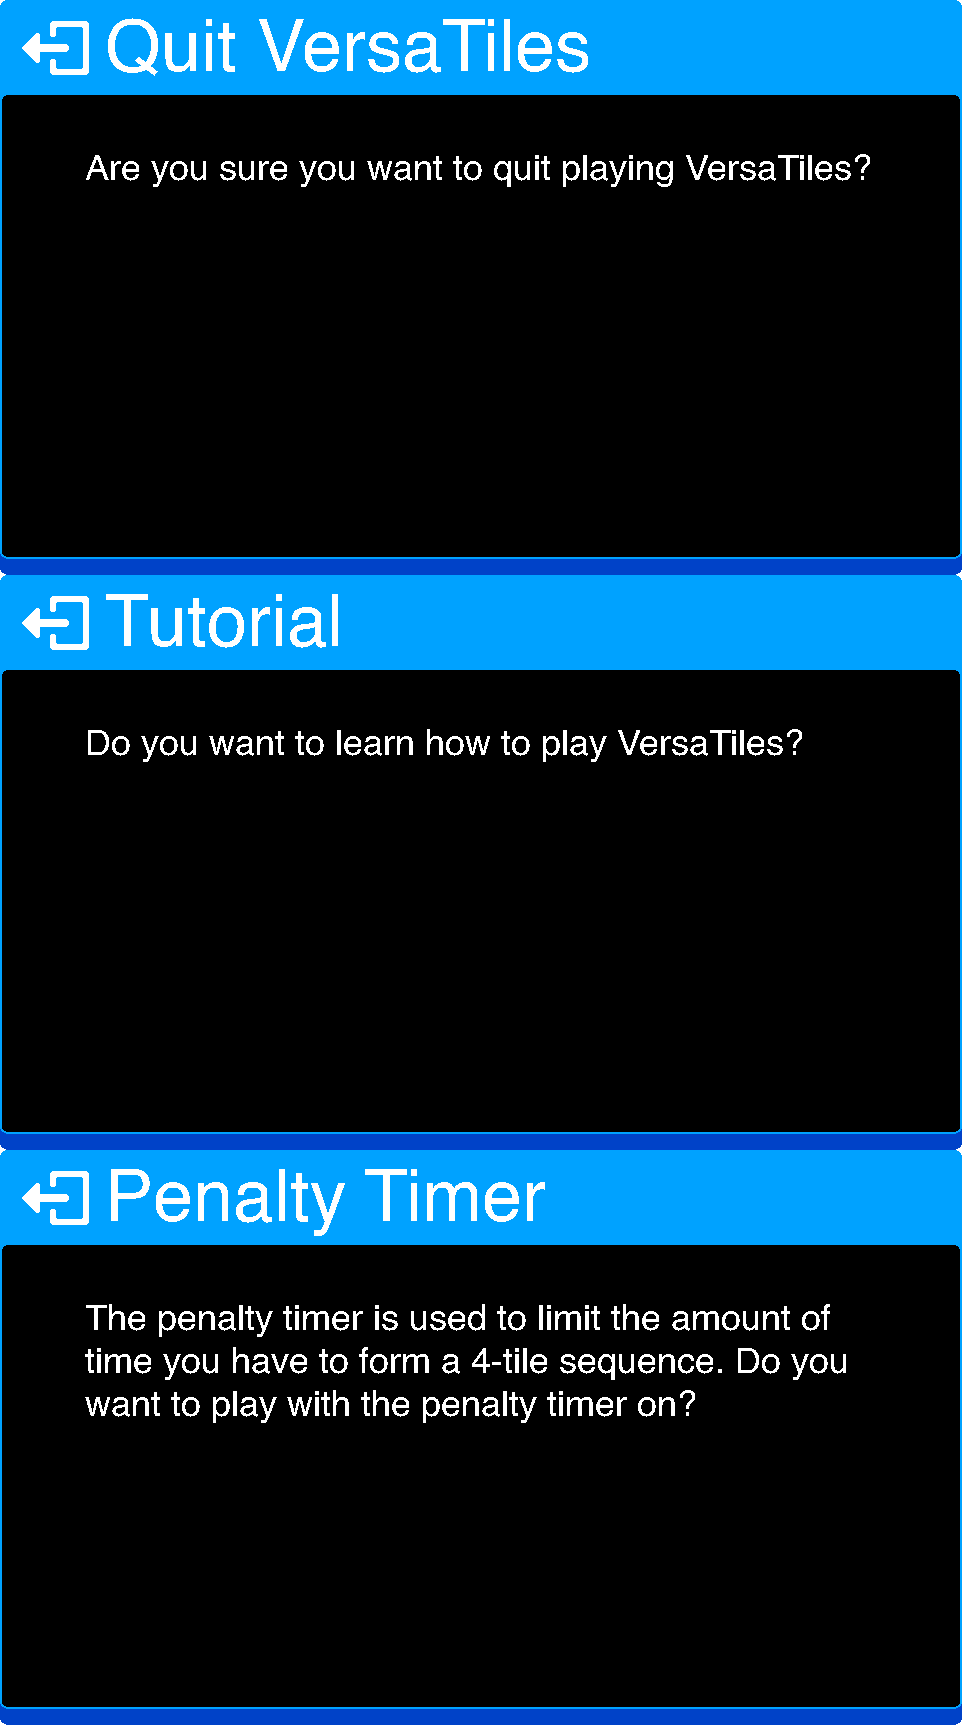 Quit VersaTiles
Are you sure you want to quit playing VersaTiles?
Tutorial
Do you want to learn how to play VersaTiles?
Penalty Timer
The penalty timer is used to limit the amount of
time you have to form a 4-tile sequence. Do you
want to play with the penalty timer on?